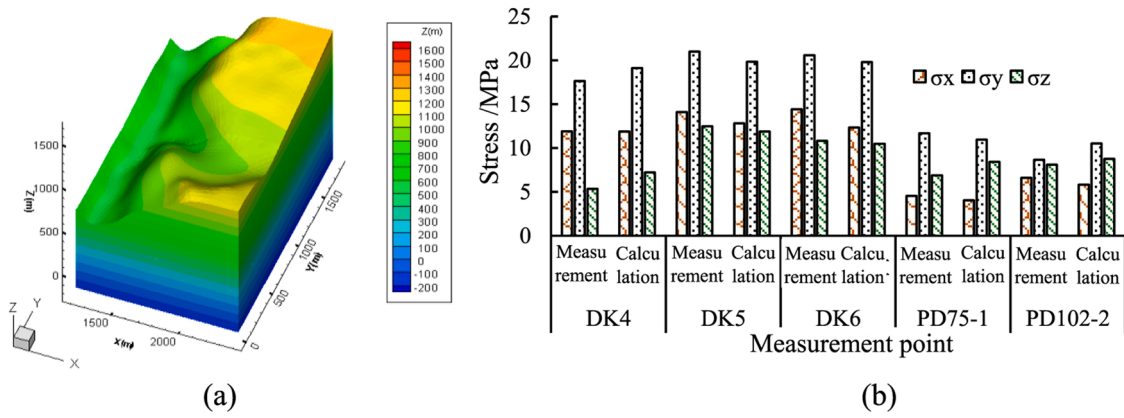 Z(m)
1600
1500
1400
1300
1200
1100
1000
900
800
700
600
500
400
300
200
100
0
-100
-200
1500
1000
500
0
Z(m)
1500
2000
X(m)
0
500
1000
1500
Y(m)
Z
Y
X
(a)
25
20
15
10
5
0
Stress /MPa
σx σy σz
Measu rement
Calcu lation
Measu rement
Calcu lation
Measu rement
Calcu. lation·
Measu rement
Calcu lation
Measu rement
Calcu lation
DK4 DK5 DK6 PD75-1 PD102-2
Measurement point
(b)